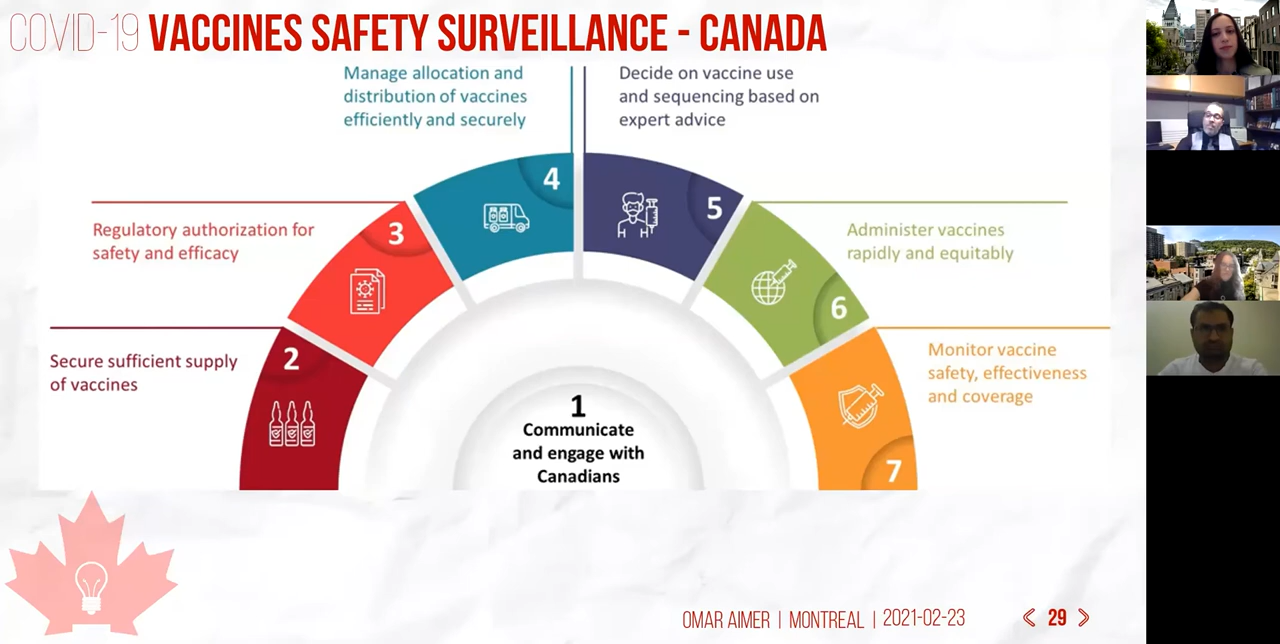 COVID-19 VACCINES SAFETY SURVEILLANCE - CANADA
Manage allocation and
distribution of vaccines
efficiently and securely
Decide on vaccine use
and sequencing based on
expert advice
4
5
Regulatory authorization for
safety and efficacy
3
Administer vaccines
rapidly and equitably
6
Secure sufficient supply
of vaccines
2
Monitor vaccine
safety, effectiveness
and coverage
7
1
Communicate
and engage with
Canadians
OMAR AIMER | MONTREAL | 2021-02-23
29